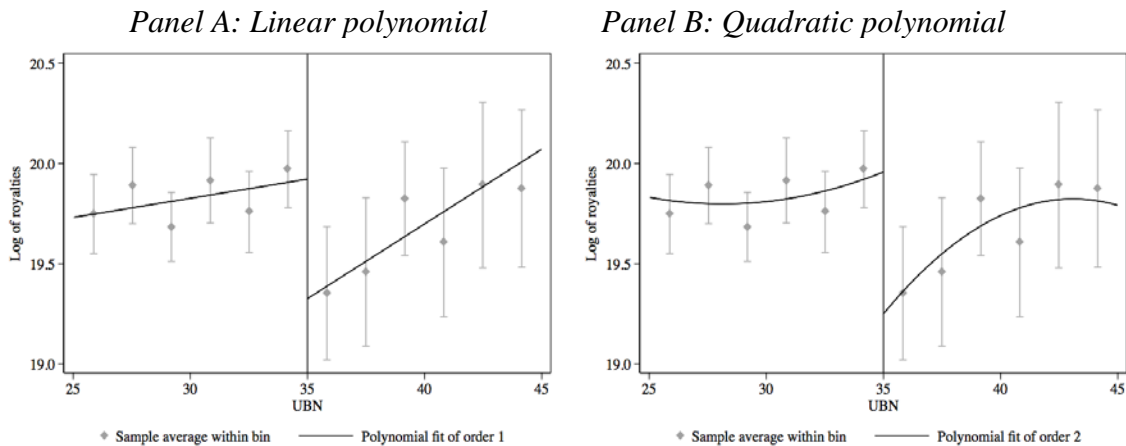 Panel A: Linear polynomial
20.5
20.0
19.5
19.0
Log of royalties
25 30 35 40 45
UBN
Sample average within bin Polynomial fit of order 1
Panel B: Quadratic polynomial
20.5
20.0
19.5
19.0
Log of royalties
25 30 35 40 45
UBN
Sample average within bin Polynomial fit of order 2